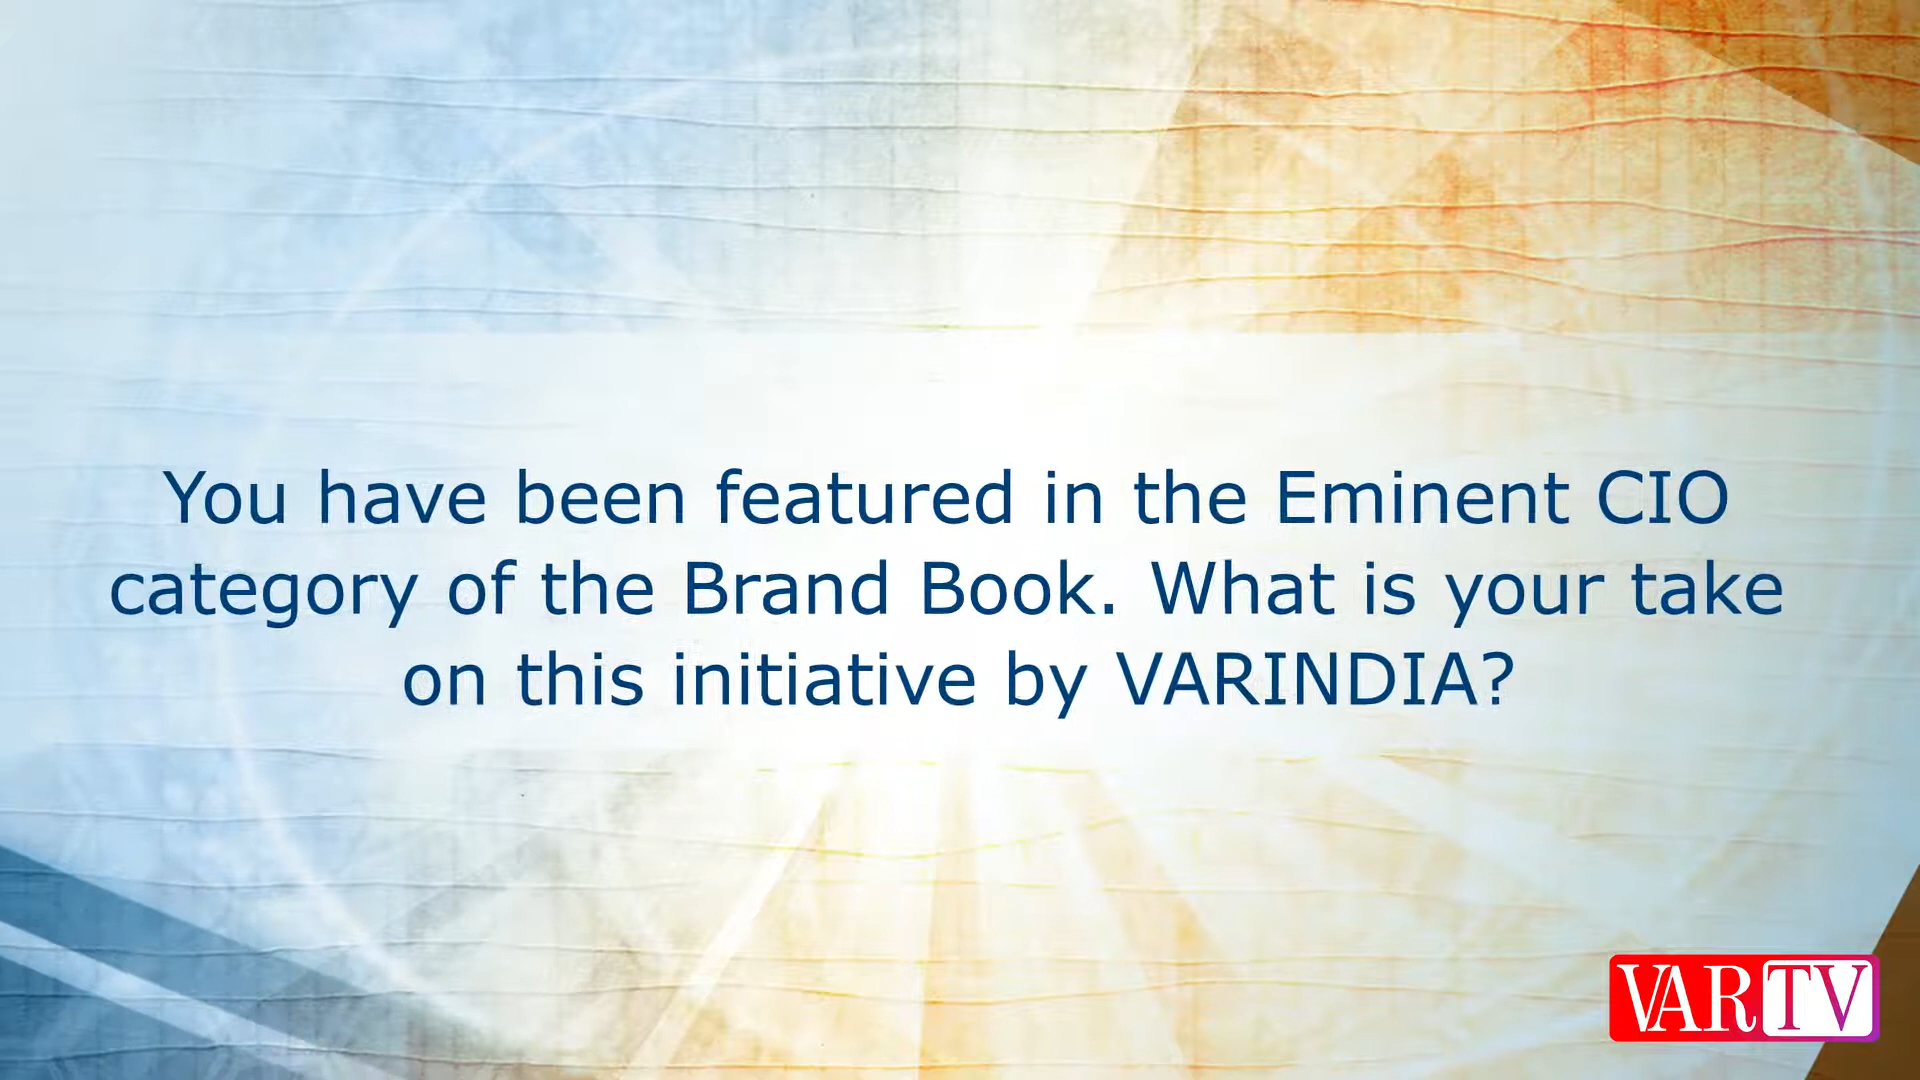 You have been featured in the Eminent CIO
category of the Brand Book. What is your take
on this initiative by VARINDIA?
VARTV